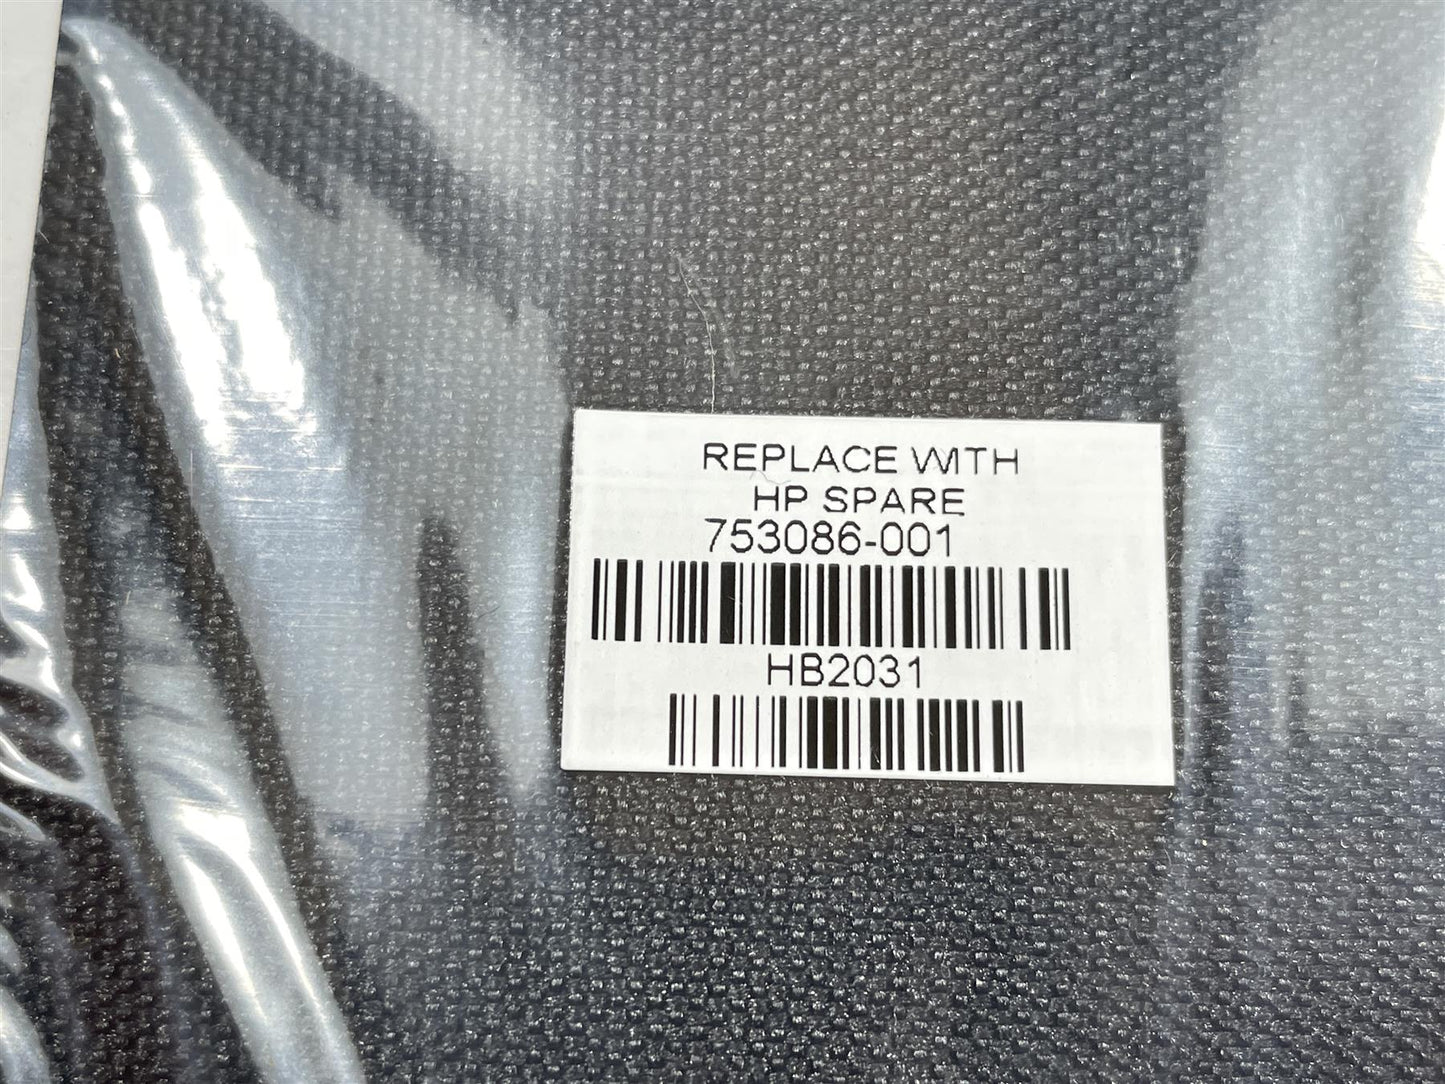 REPLACE WITH
HP SPARE
753086-001
HB2031